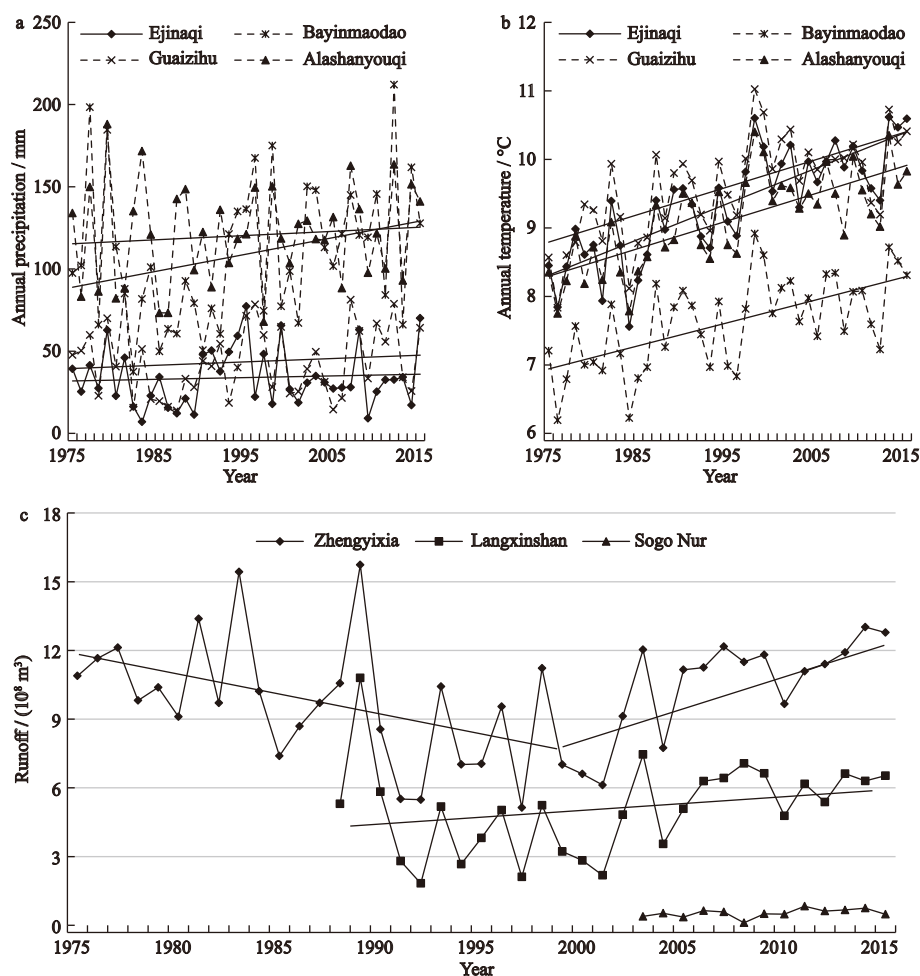 a
Ejinaqi
Bayinmaodao
Guaizihu
Alashanyouqi
Annual precipitation / mm
250
200
150
100
50
0
1975
1985
1995
2005
2015
Year
b
Ejinaqi
Bayinmaodao
Guaizihu
Alashanyouqi
Annual temperature / °C
12
11
10
9
8
7
6
1975
1985
1995
2005
2015
Year
c
Zhengyixia
Langxinshan
Sogo Nur
Runoff / (10⁸ m³)
18
15
12
9
6
3
0
1975
1980
1985
1990
1995
2000
2005
2010
2015
Year